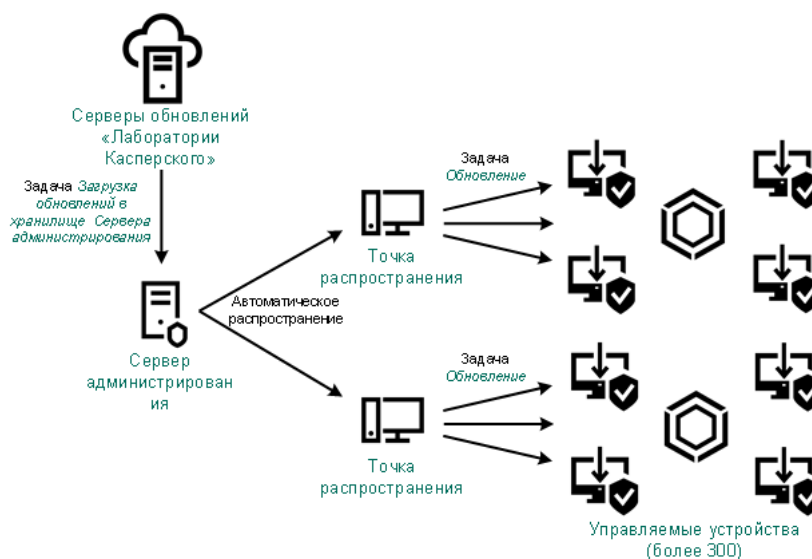 Серверы обновлений
«Лаборатории
Касперского»
Задача Загрузка
обновлений в
хранилище Сервера
администрирования
Сервер
администрирован
ия
Автоматическое
распространение
Точка
распространения
Задача
Обновление
Точка
распространения
Задача
Обновление
Управляемые устройства
(более 300)